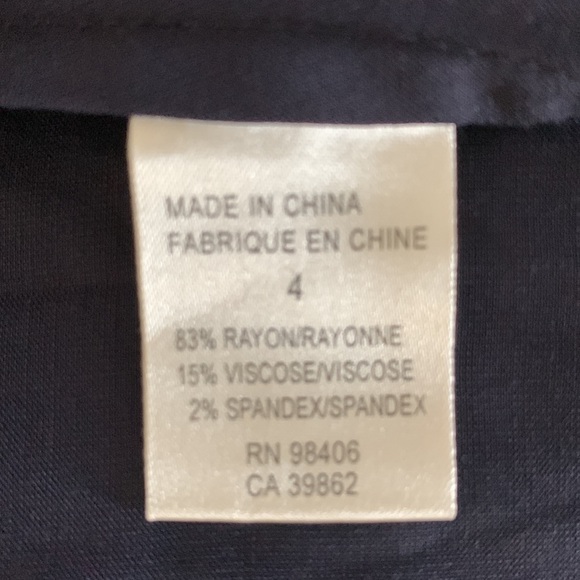 MADE IN CHINA
FABRIQUE EN CHINE
4
83% RAYON/RAYONNE
15% VISCOSE/VISCOSE
2% SPANDEX/SPANDEX
RN 98406
CA 39862